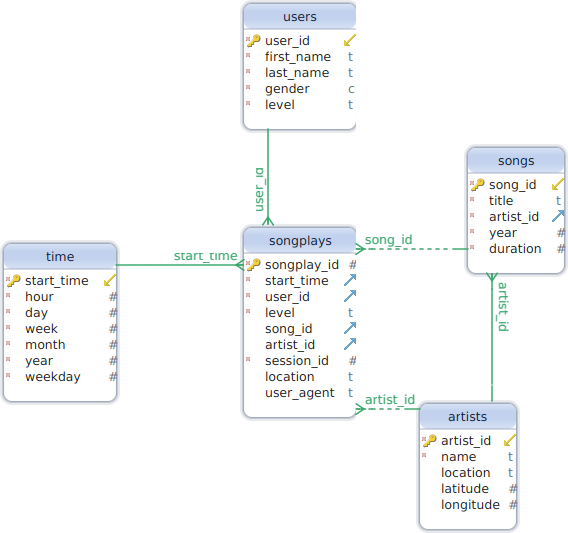 users
user_id
first_name t
last_name t
gender c
level t
user_id
songs
song_id
title t
artist_id
year #
duration #
time
start_time
hour #
day #
week #
month #
year #
weekday #
start_time
songplays
songplay_id #
start_time
user_id
level t
song_id
artist_id
session_id #
location t
user_agent t
song_id
artist_id
artist_id
artists
artist_id
name t
location t
latitude #
longitude #